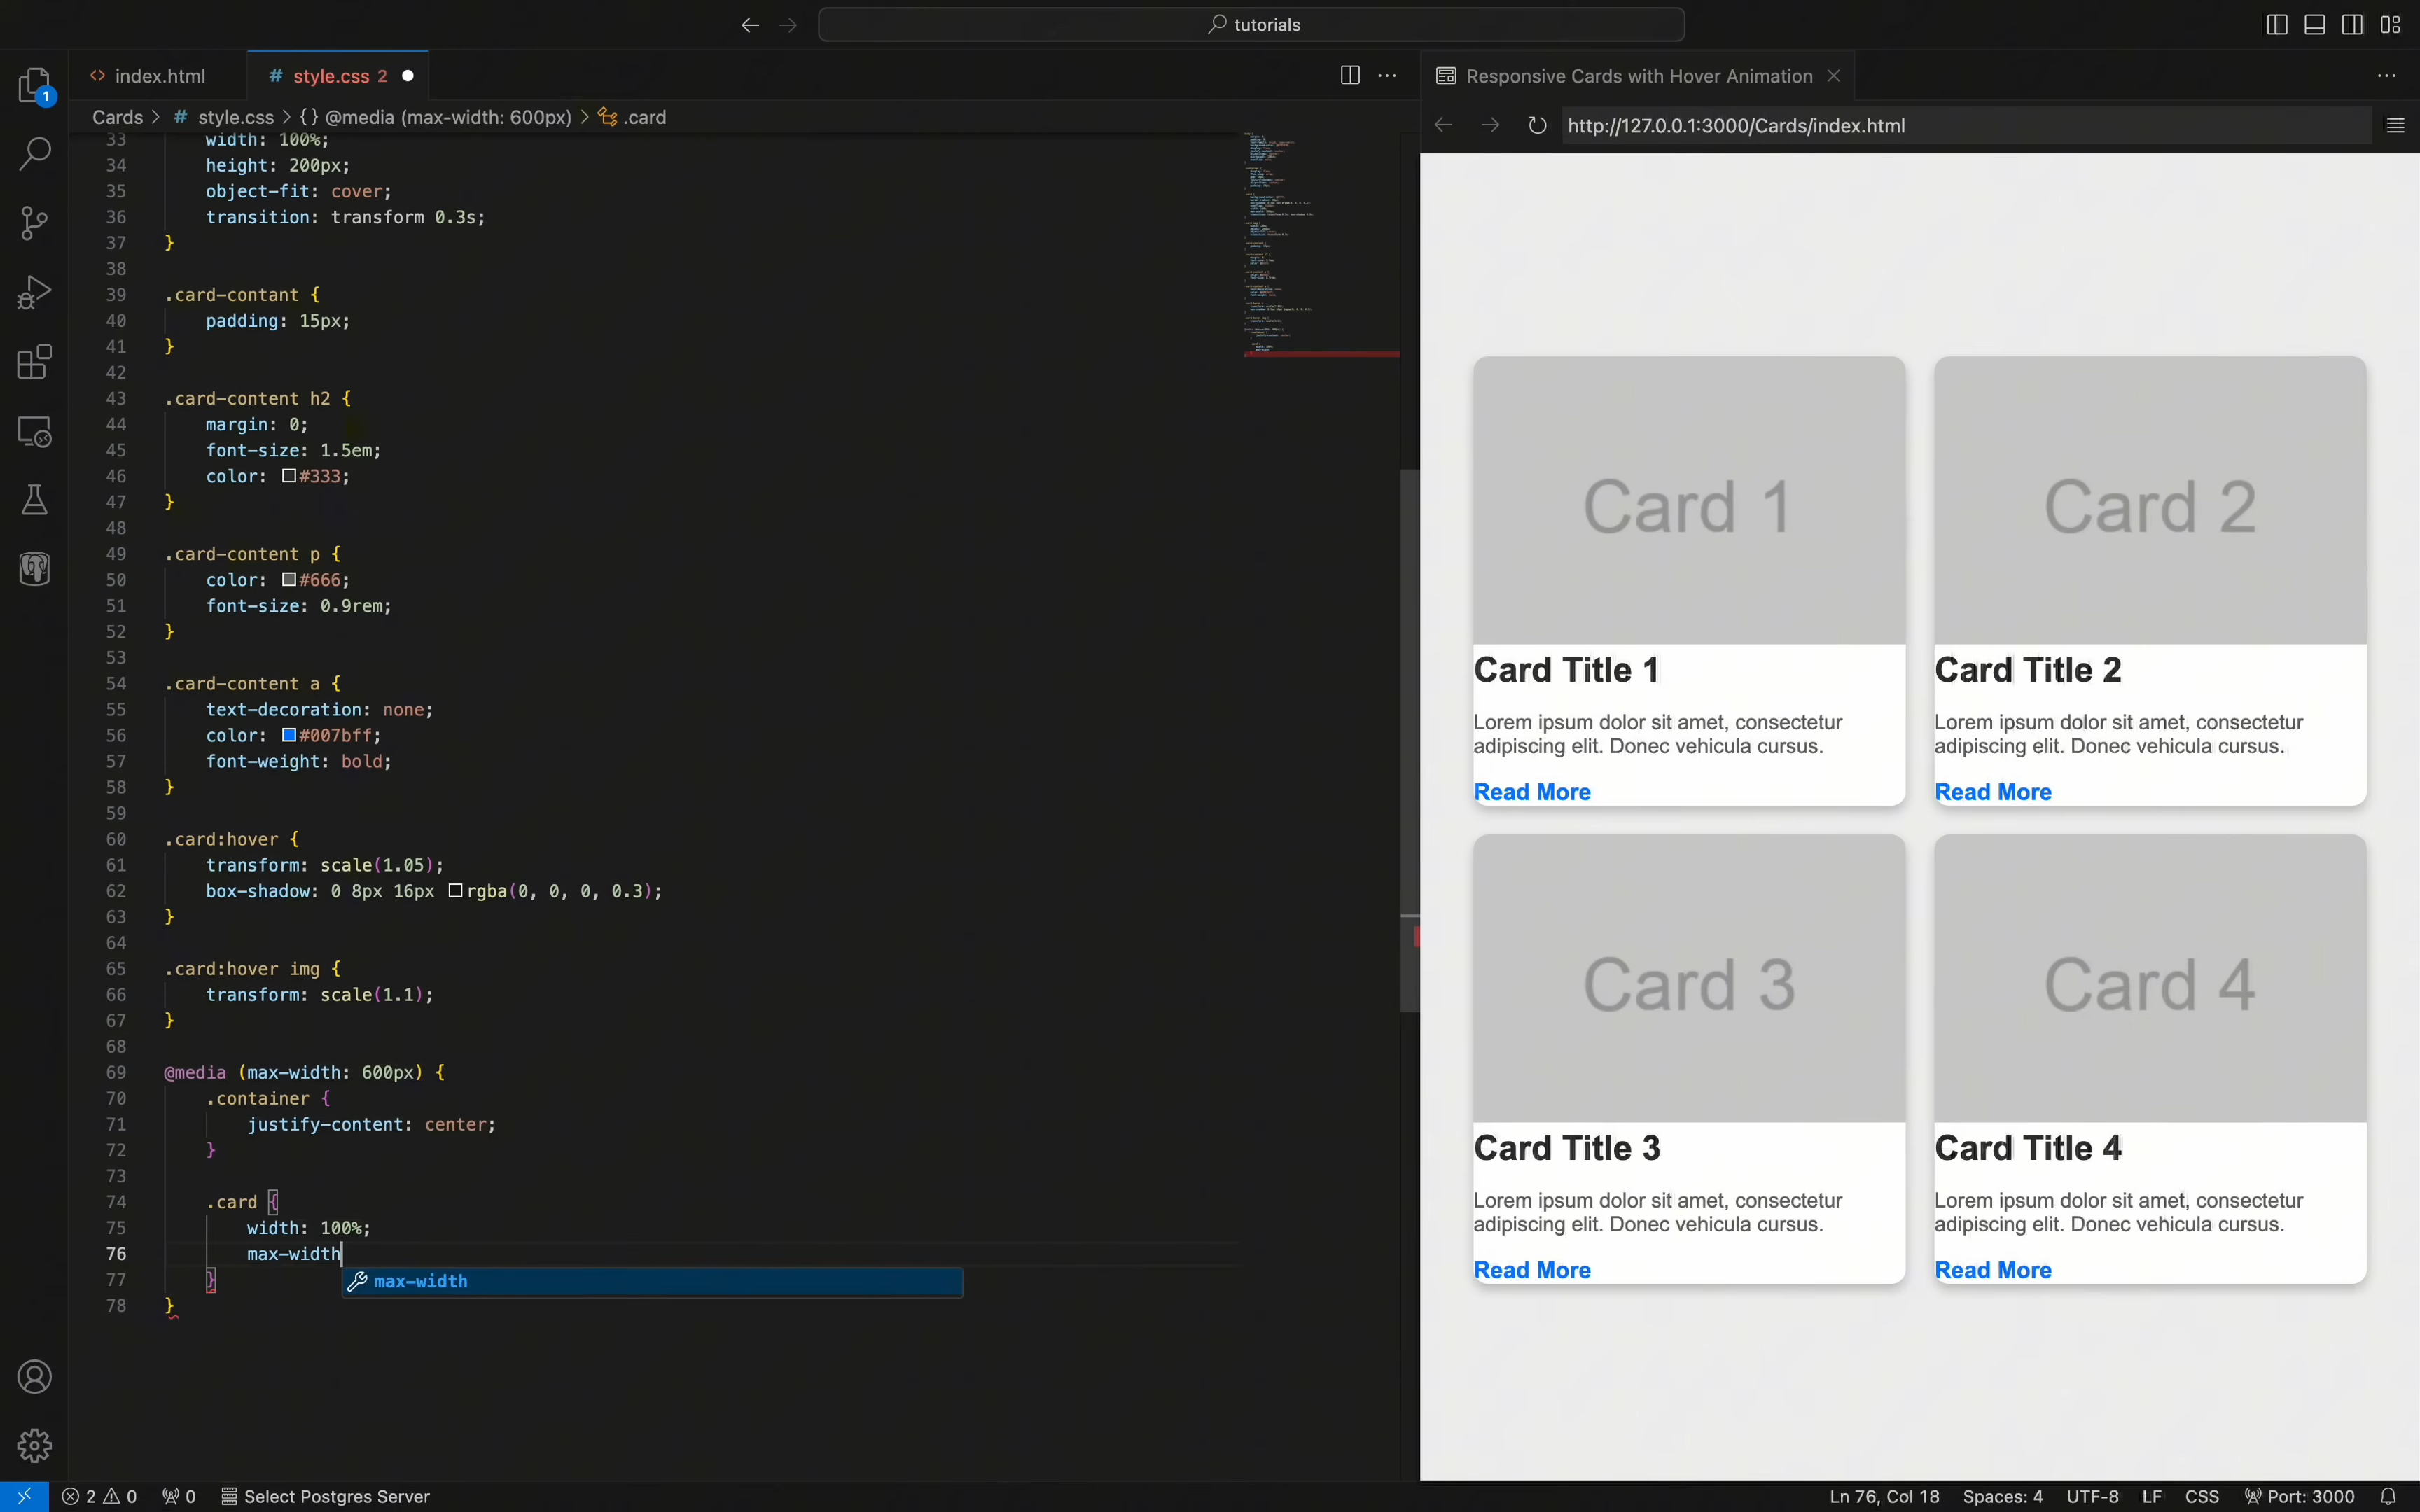 tutorials
index.html
# style.css 2
Responsive Cards with Hover Animation
1
Cards > # style.css > {} @media (max-width: 600px) > .card
http://127.0.0.1:3000/Cards/index.html
33 width: 100%;
34 height: 200px;
35 object-fit: cover;
36 transition: transform 0.3s;
37 }
38
39 .card-contant {
40 padding: 15px;
41 }
42
43 .card-content h2 {
44 margin: 0;
45 font-size: 1.5em;
46 color: #333;
47 }
48
49 .card-content p {
50 color: #666;
51 font-size: 0.9rem;
52 }
53
54 .card-content a {
55 text-decoration: none;
56 color: #007bff;
57 font-weight: bold;
58 }
59
60 .card:hover {
61 transform: scale(1.05);
62 box-shadow: 0 8px 16px rgba(0, 0, 0, 0.3);
63 }
64
65 .card:hover img {
66 transform: scale(1.1);
67 }
68
69 @media (max-width: 600px) {
70 .container {
71 justify-content: center;
72 }
73
74 .card {
75 width: 100%;
76 max-width
77 }
max-width
78 }
Card 1
Card Title 1
Lorem ipsum dolor sit amet, consectetur
adipiscing elit. Donec vehicula cursus.
Read More
Card 2
Card Title 2
Lorem ipsum dolor sit amet, consectetur
adipiscing elit. Donec vehicula cursus.
Read More
Card 3
Card Title 3
Lorem ipsum dolor sit amet, consectetur
adipiscing elit. Donec vehicula cursus.
Read More
Card 4
Card Title 4
Lorem ipsum dolor sit amet, consectetur
adipiscing elit. Donec vehicula cursus.
Read More
2 0 0 Select Postgres Server
Ln 76, Col 18 Spaces: 4 UTF-8 LF CSS Port: 3000